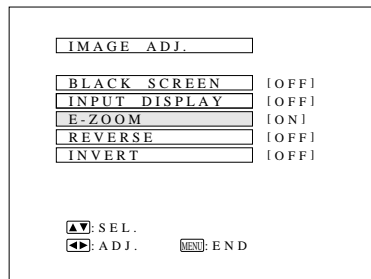 IMAGE ADJ.
BLACK SCREEN [OFF]
INPUT DISPLAY [OFF]
E-ZOOM [ON]
REVERSE [OFF]
INVERT [OFF]
▲▼:SEL.
◀▶:ADJ. MENU:END